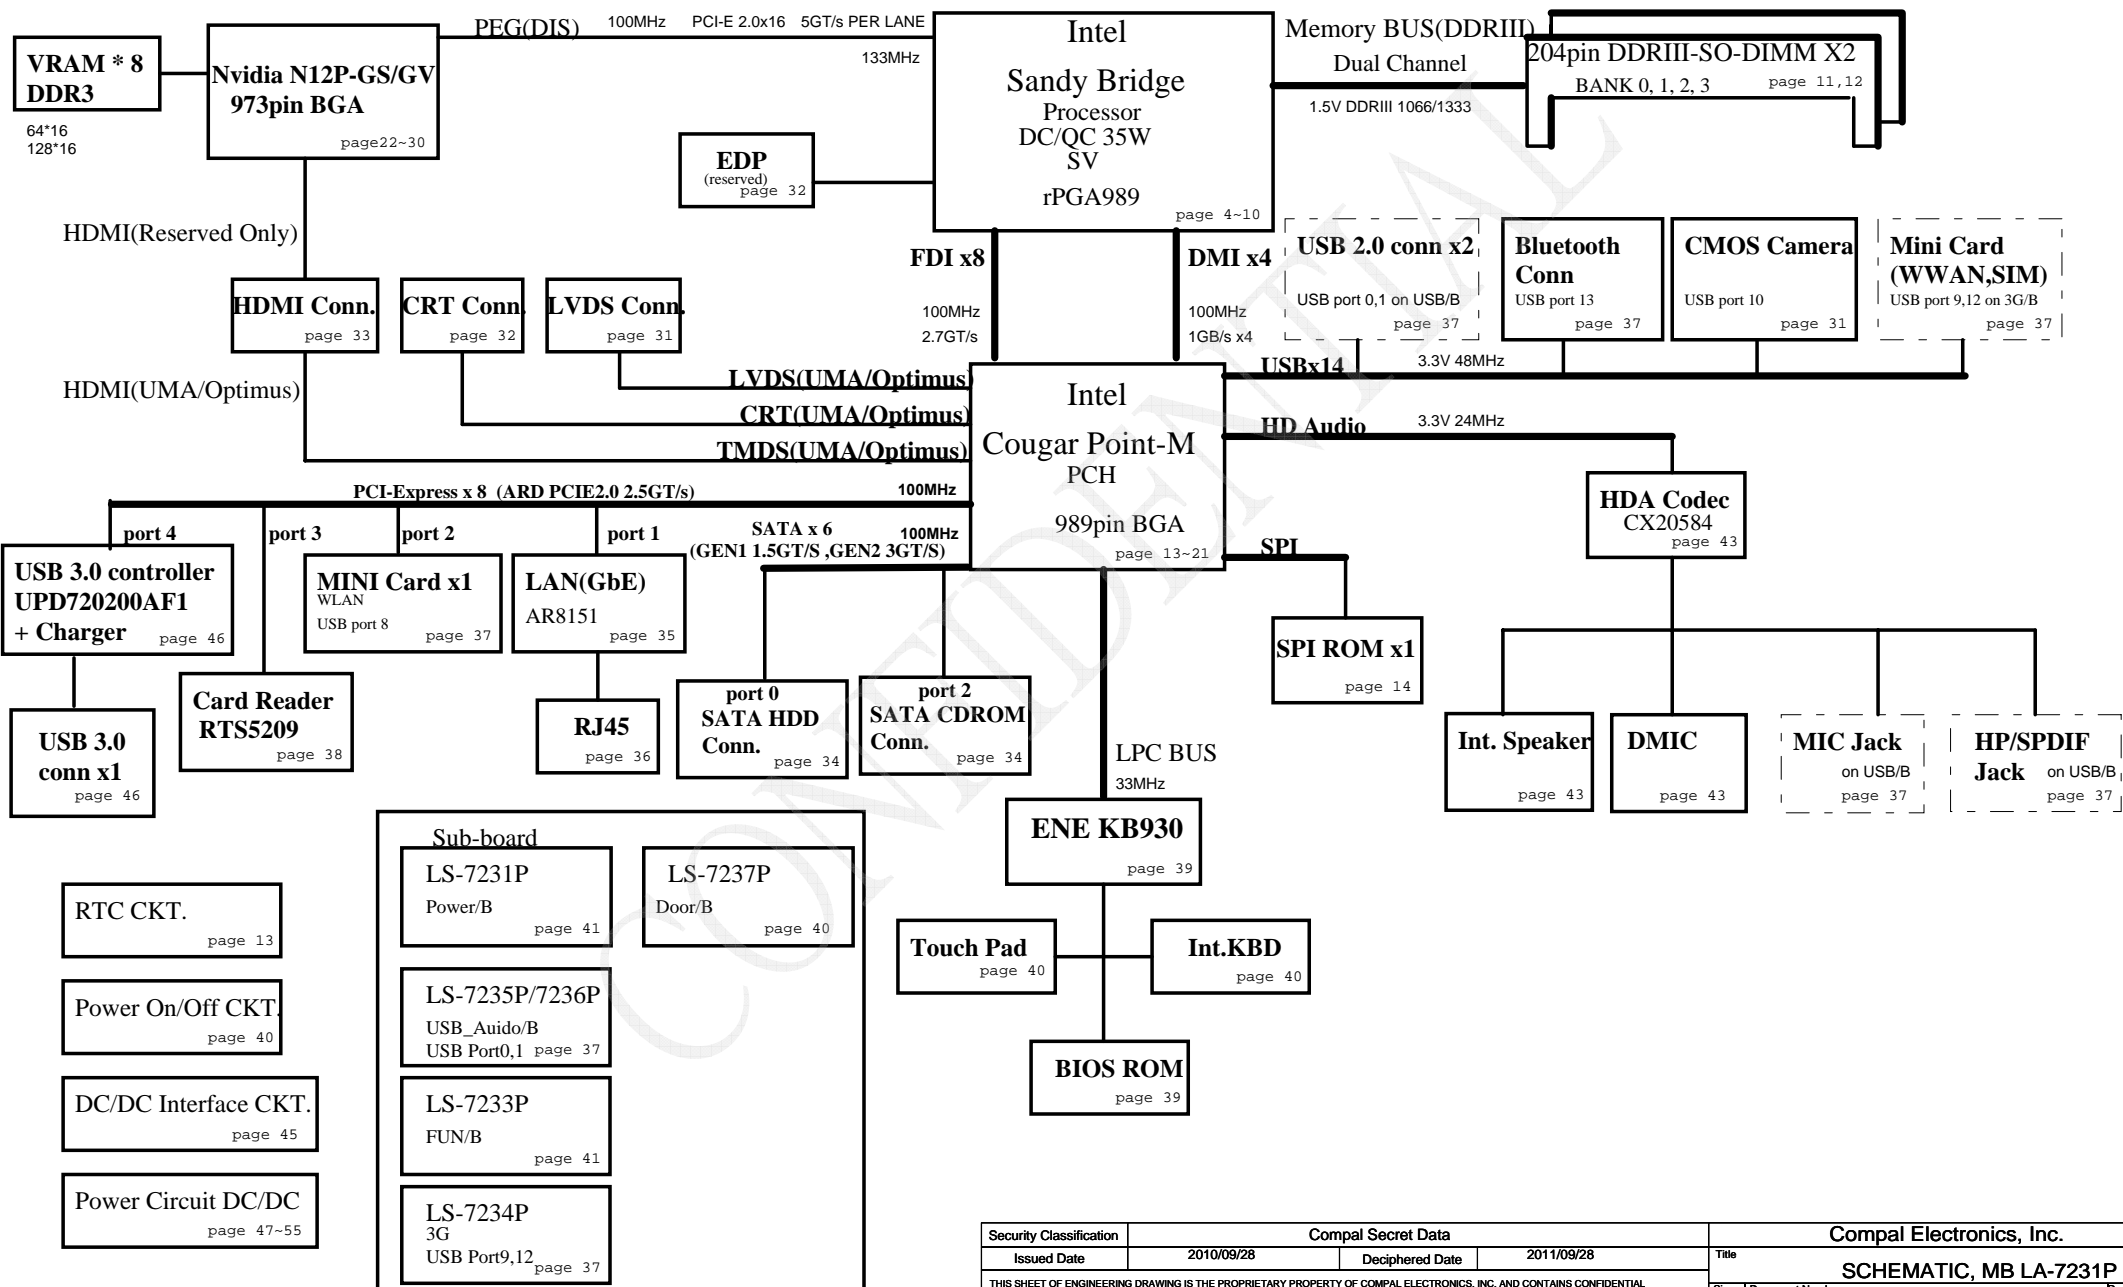 VRAM * 8
DDR3
64*16
128*16
Nvidia N12P-GS/GV
973pin BGA
page22~30
PEG(DIS)
100MHz
PCI-E 2.0x16
5GT/s PER LANE
133MHz
Intel
Sandy Bridge
Processor
DC/QC 35W
SV
rPGA989
page 4~10
Memory BUS(DDRIII)
Dual Channel
1.5V DDRIII 1066/1333
204pin DDRIII-SO-DIMM X2
BANK 0, 1, 2, 3
page 11,12
EDP
(reserved)
page 32
HDMI(Reserved Only)
HDMI Conn.
page 33
CRT Conn.
page 32
LVDS Conn.
page 31
HDMI(UMA/Optimus)
FDI x8
100MHz
2.7GT/s
DMI x4
100MHz
1GB/s x4
USB 2.0 conn x2
USB port 0,1 on USB/B
page 37
Bluetooth
Conn
USB port 13
page 37
CMOS Camera
USB port 10
page 31
Mini Card
(WWAN,SIM)
USB port 9,12 on 3G/B
page 37
LVDS(UMA/Optimus)
CRT(UMA/Optimus)
TMDS(UMA/Optimus)
Intel
Cougar Point-M
PCH
989pin BGA
page 13~21
USBx14
3.3V 48MHz
HD Audio
3.3V 24MHz
SPI
PCI-Express x 8 (ARD PCIE2.0 2.5GT/s)
100MHz
port 4
port 3
port 2
port 1
SATA x 6
100MHz
(GEN1 1.5GT/S ,GEN2 3GT/S)
USB 3.0 controller
UPD720200AF1
+ Charger
page 46
MINI Card x1
WLAN
USB port 8
page 37
LAN(GbE)
AR8151
page 35
HDA Codec
CX20584
page 43
SPI ROM x1
page 14
USB 3.0
conn x1
page 46
Card Reader
RTS5209
page 38
RJ45
page 36
port 0
SATA HDD
Conn.
page 34
port 2
SATA CDROM
Conn.
page 34
LPC BUS
33MHz
Int. Speaker
page 43
DMIC
page 43
MIC Jack
on USB/B
page 37
HP/SPDIF
Jack
on USB/B
page 37
ENE KB930
page 39
Touch Pad
page 40
Int.KBD
page 40
BIOS ROM
page 39
RTC CKT.
page 13
Power On/Off CKT.
page 40
DC/DC Interface CKT.
page 45
Power Circuit DC/DC
page 47~55
Sub-board
LS-7231P
Power/B
page 41
LS-7237P
Door/B
page 40
LS-7235P/7236P
USB_Auido/B
USB Port0,1
page 37
LS-7233P
FUN/B
page 41
LS-7234P
3G
USB Port9,12
page 37
CONFIDENTIAL
Security Classification
Compal Secret Data
Issued Date
2010/09/28
Deciphered Date
2011/09/28
THIS SHEET OF ENGINEERING DRAWING IS THE PROPRIETARY PROPERTY OF COMPAL ELECTRONICS, INC. AND CONTAINS CONFIDENTIAL
Compal Electronics, Inc.
Title
SCHEMATIC, MB LA-7231P